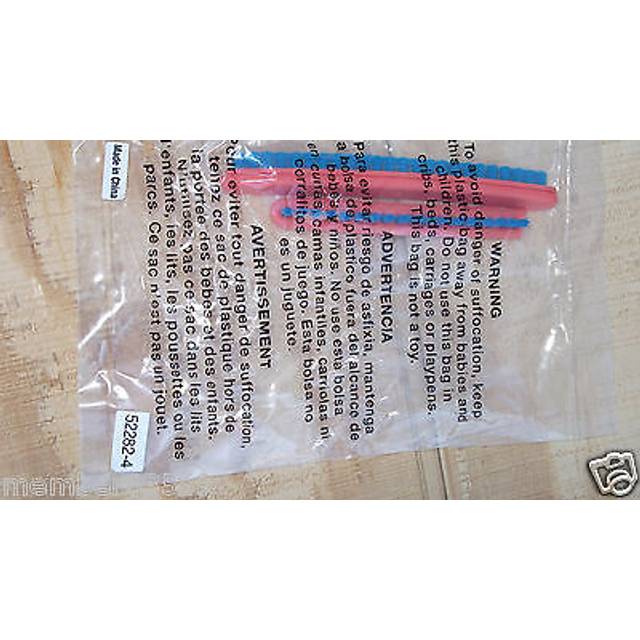 WARNING
To avoid danger of suffocation, keep
this plastic bag away from babies and
children. Do not use this bag in
cribs, beds, carriages or playpens.
This bag is not a toy.
ADVERTENCIA
para evitar riesgo de asfixia, mantenga
a bolsa de plastico fuera del alcance de
bebes y niños. No use esta bolsa
en cunas, camas infantiles, carriolas ni
corralitos de juego. Esta bolsa no
es un juguete.
AVERTISSEMENT
Pour eviter tout danger de suffocation,
tenez ce sac de plastique hors de
la portee des bebes et des enfants.
N'utilisez pas ce sac dans les lits
d'enfants, les lits, les poussettes ou les
parcs. Ce sac n'est pas un jouet.
Made in China
52282-4
member